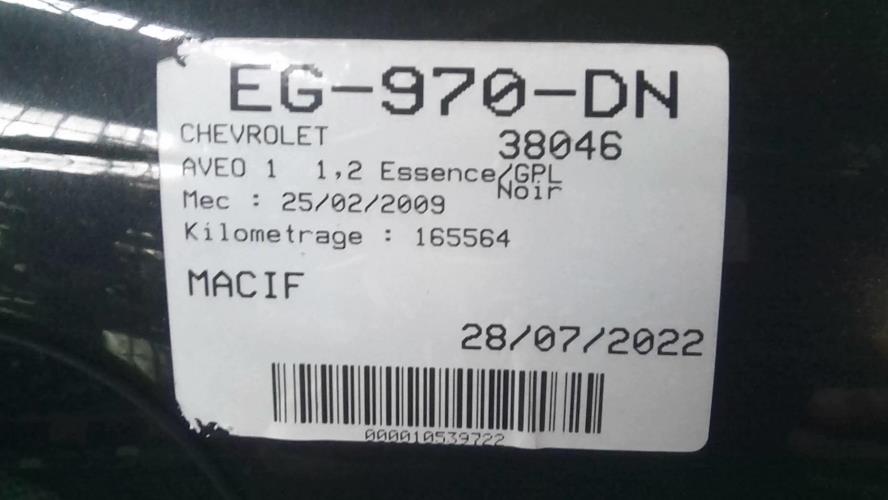 EG-970-DN
CHEVROLET 38046
AVEO 1 1,2 Essence/GPL
Noir
Mec : 25/02/2009
Kilometrage : 165564
MACIF
28/07/2022
000010539722